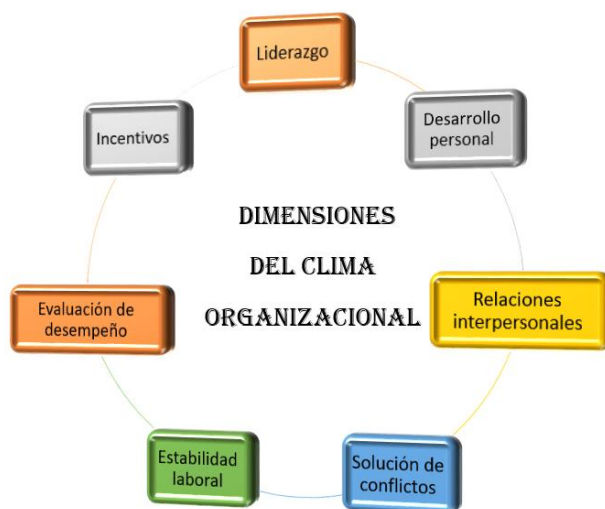 Liderazgo
Desarrollo
personal
Relaciones
interpersonales
Solución de
conflictos
Estabilidad
laboral
Evaluación de
desempeño
Incentivos
DIMENSIONES
DEL CLIMA
ORGANIZACIONAL